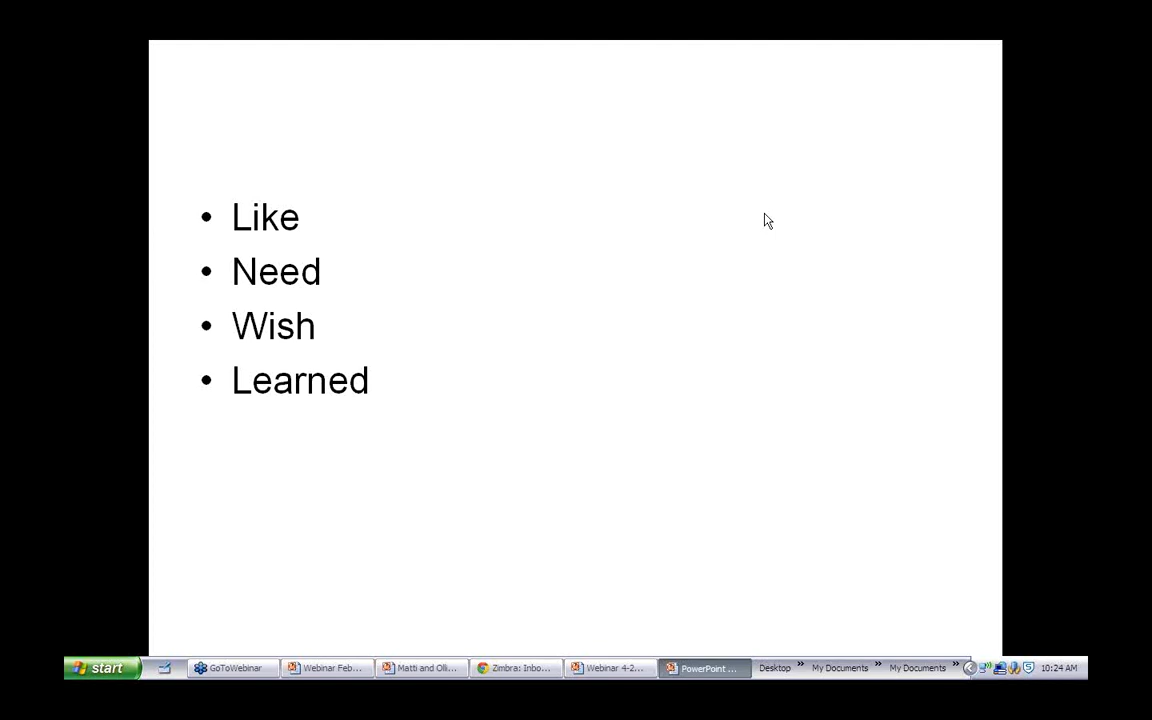 • Like
• Need
• Wish
• Learned
start GoToWebinar Webinar Feb... Matti and Olli... Zimbra: Inbo... Webinar 4-2... PowerPoint ... Desktop » My Documents » My Documents » 10:24 AM